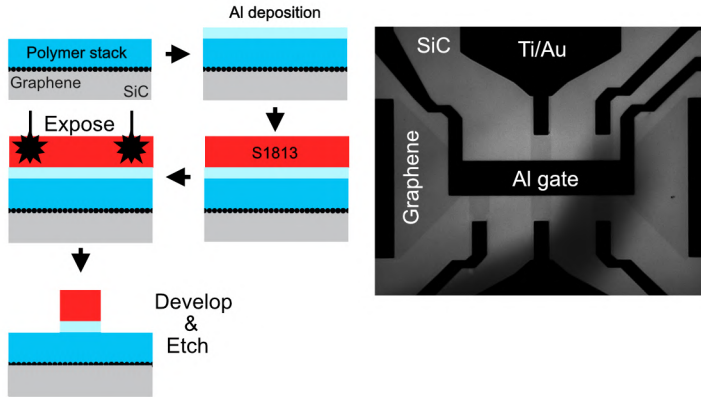 Al deposition
Polymer stack
Graphene
SiC
Expose
S1813
Develop
&
Etch
SiC
Ti/Au
Graphene
Al gate